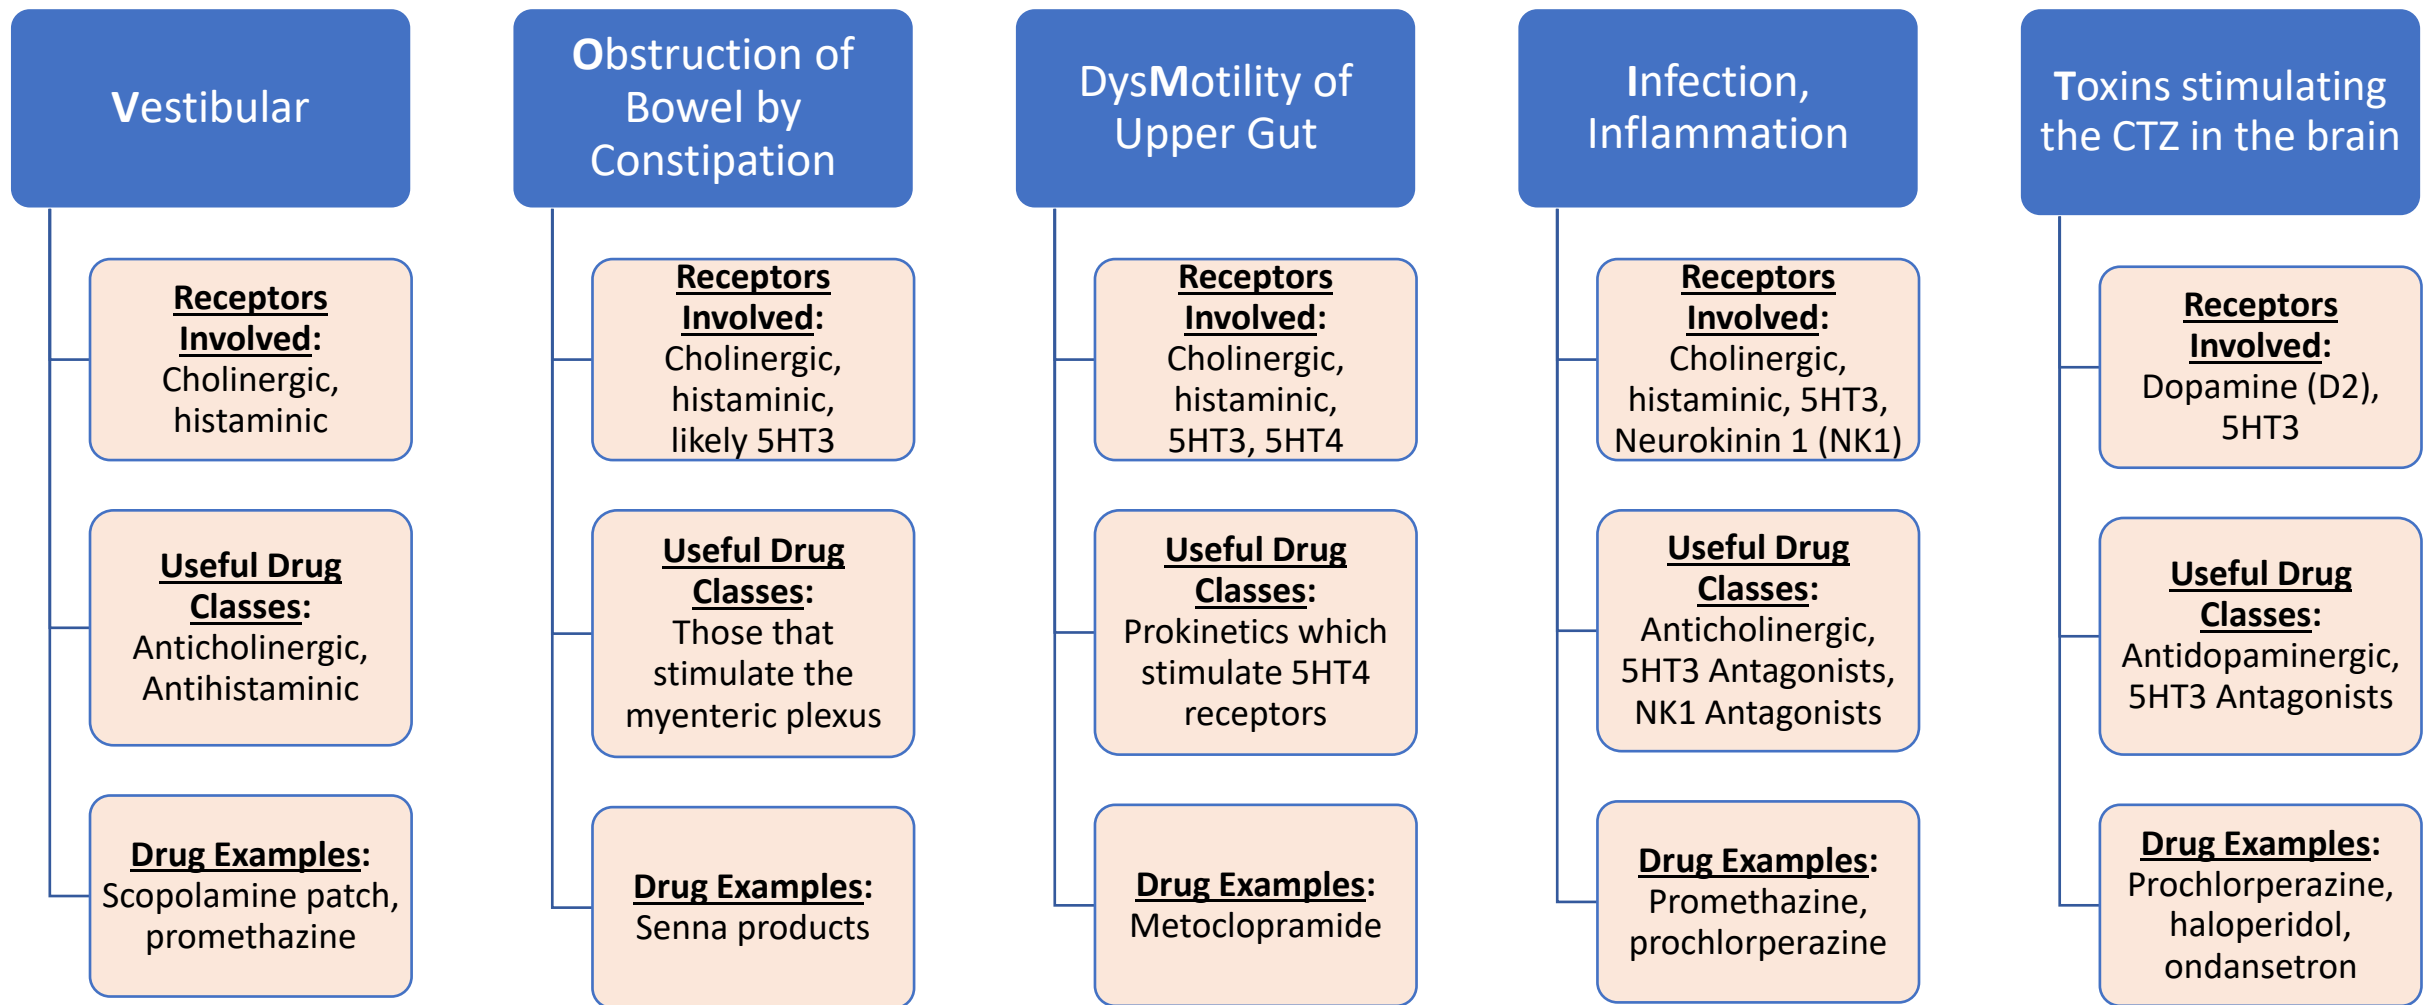 Vestibular
Receptors
Involved:
Cholinergic,
histaminic
Useful Drug
Classes:
Anticholinergic,
Antihistaminic
Drug Examples:
Scopolamine patch,
promethazine
Obstruction of
Bowel by
Constipation
Receptors
Involved:
Cholinergic,
histaminic,
likely 5HT3
Useful Drug
Classes:
Those that
stimulate the
myenteric plexus
Drug Examples:
Senna products
DysMotility of
Upper Gut
Receptors
Involved:
Cholinergic,
histaminic,
5HT3, 5HT4
Useful Drug
Classes:
Prokinetics which
stimulate 5HT4
receptors
Drug Examples:
Metoclopramide
Infection,
Inflammation
Receptors
Involved:
Cholinergic,
histaminic, 5HT3,
Neurokinin 1 (NK1)
Useful Drug
Classes:
Anticholinergic,
5HT3 Antagonists,
NK1 Antagonists
Drug Examples:
Promethazine,
prochlorperazine
Toxins stimulating
the CTZ in the brain
Receptors
Involved:
Dopamine (D2),
5HT3
Useful Drug
Classes:
Antidopaminergic,
5HT3 Antagonists
Drug Examples:
Prochlorperazine,
haloperidol,
ondansetron